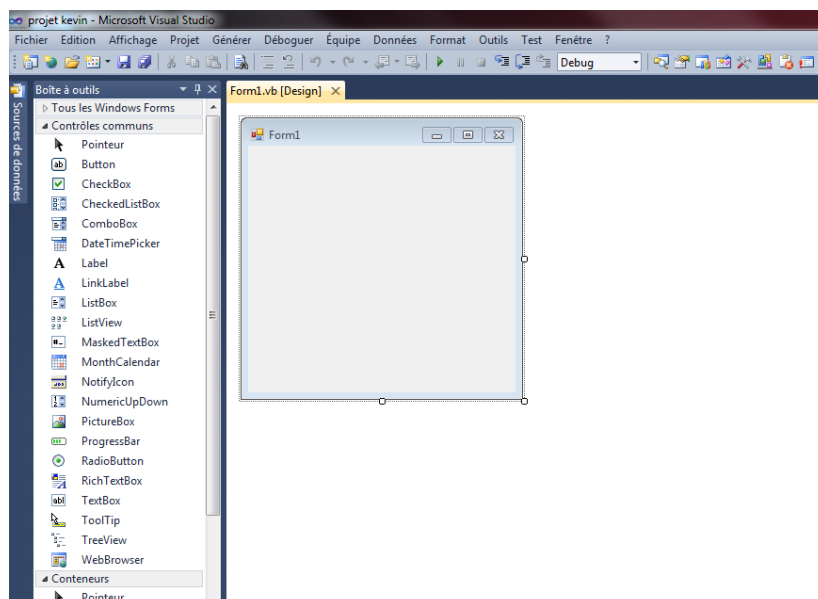 projet kevin - Microsoft Visual Studio
Fichier Edition Affichage Projet Générer Déboguer Équipe Données Format Outils Test Fenêtre ?
Debug
Sources de données
Boîte à outils
Form1.vb [Design]
Tous les Windows Forms
Contrôles communs
Pointeur
Button
CheckBox
CheckedListBox
ComboBox
DateTimePicker
Label
LinkLabel
ListBox
ListView
MaskedTextBox
MonthCalendar
NotifyIcon
NumericUpDown
PictureBox
ProgressBar
RadioButton
RichTextBox
TextBox
ToolTip
TreeView
WebBrowser
Conteneurs
Pointeur
Form1